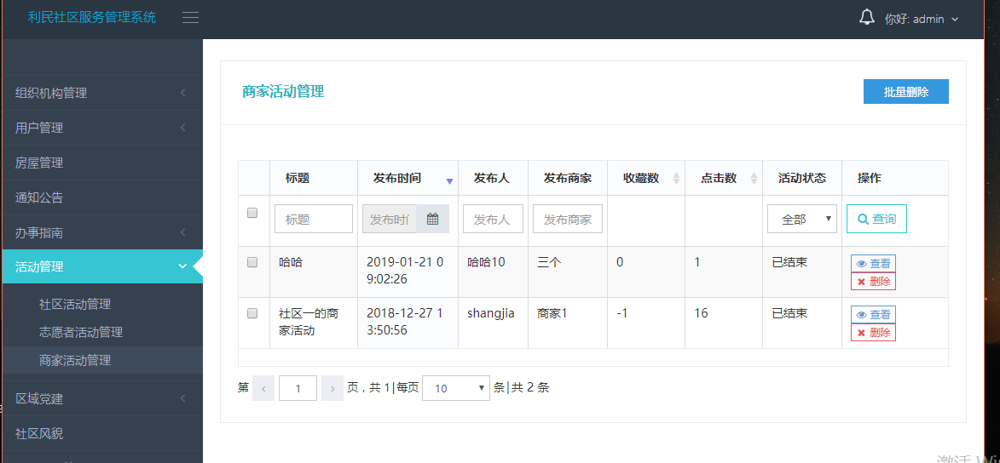 利民社区服务管理系统
你好: admin
组织机构管理
用户管理
房屋管理
通知公告
办事指南
活动管理
社区活动管理
志愿者活动管理
商家活动管理
区域党建
社区风貌
商家活动管理
批量删除
标题 发布时间 发布人 发布商家 收藏数 点击数 活动状态 操作
标题 发布时 发布人 发布商家 全部 查询
哈哈 2019-01-21 0 哈哈10 三个 0 1 已结束 查看
9:02:26 删除
社区一的商 2018-12-27 1 shangjia 商家1 -1 16 已结束 查看
家活动 3:50:56 删除
第 ‹ 1 › 页 , 共 1|每页 10 条|共 2 条
激活 Wi